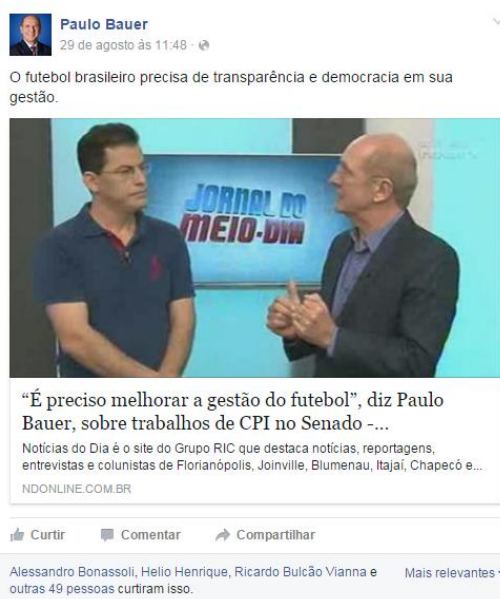 Paulo Bauer
29 de agosto às 11:48 ·
O futebol brasileiro precisa de transparência e democracia em sua
gestão.
JORNAL DO
MEIO-DIA
“É preciso melhorar a gestão do futebol”, diz Paulo
Bauer, sobre trabalhos de CPI no Senado -...
Notícias do Dia é o site do Grupo RIC que destaca notícias, reportagens,
entrevistas e colunistas de Florianópolis, Joinville, Blumenau, Itajaí, Chapecó e...
NDONLINE.COM.BR
Curtir Comentar Compartilhar
Alessandro Bonassoli, Helio Henrique, Ricardo Bulcão Vianna e
outras 49 pessoas curtiram isso.
Mais relevantes